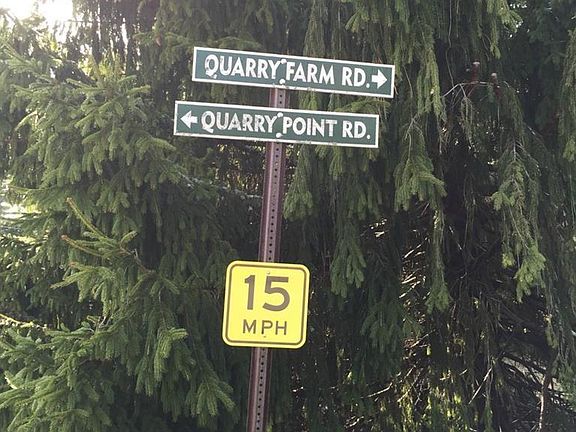 QUARRY FARM RD. →
← QUARRY POINT RD.
15
MPH